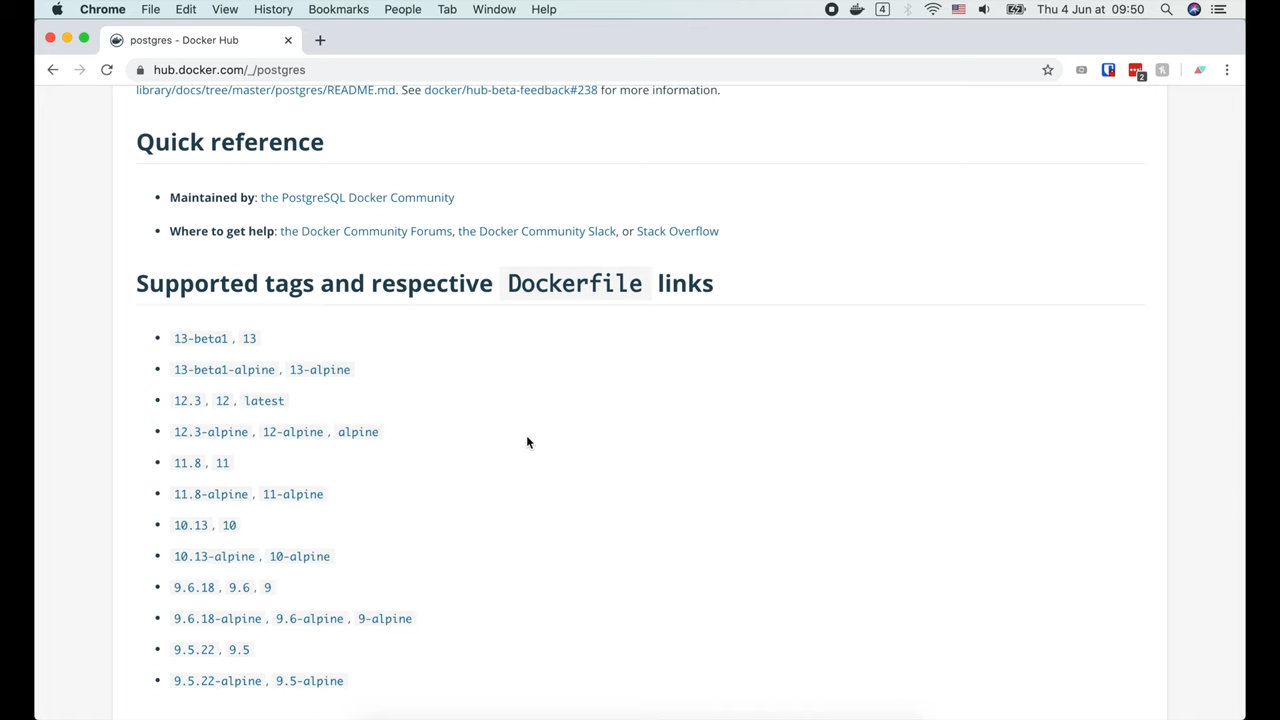 Chrome File Edit View History Bookmarks People Tab Window Help 4 Thu 4 Jun at 09:50
postgres - Docker Hub
hub.docker.com/_/postgres 2
library/docs/tree/master/postgres/README.md. See docker/hub-beta-feedback#238 for more information.
Quick reference
• Maintained by: the PostgreSQL Docker Community
• Where to get help: the Docker Community Forums, the Docker Community Slack, or Stack Overflow
Supported tags and respective Dockerfile links
• 13-beta1, 13
• 13-beta1-alpine, 13-alpine
• 12.3, 12, latest
• 12.3-alpine, 12-alpine, alpine
• 11.8, 11
• 11.8-alpine, 11-alpine
• 10.13, 10
• 10.13-alpine, 10-alpine
• 9.6.18, 9.6, 9
• 9.6.18-alpine, 9.6-alpine, 9-alpine
• 9.5.22, 9.5
• 9.5.22-alpine, 9.5-alpine